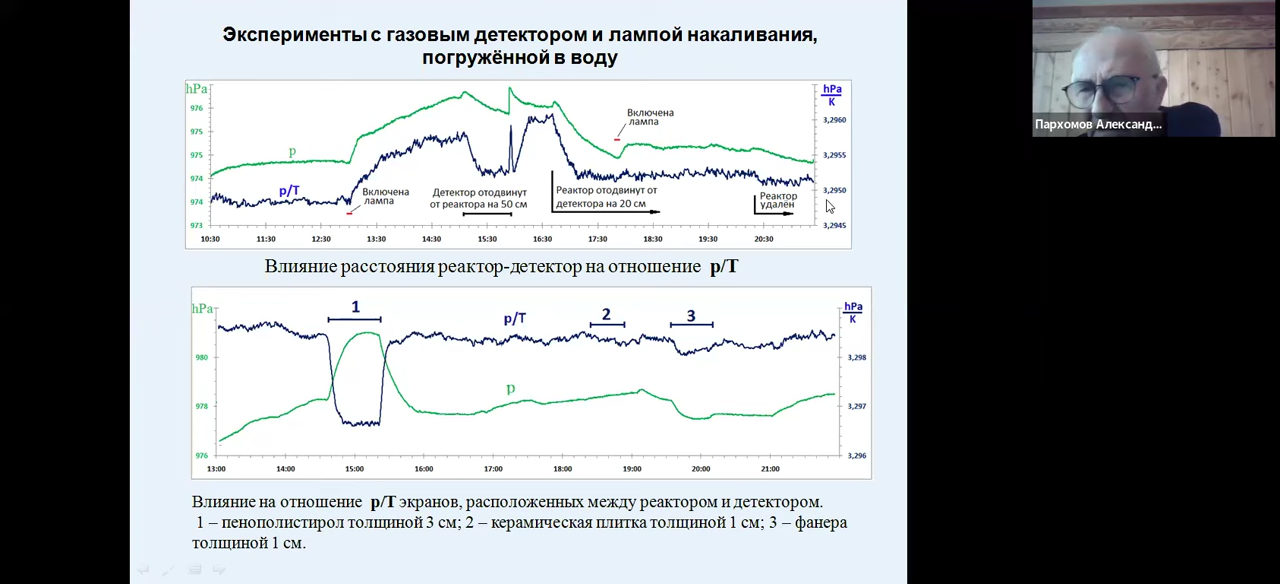 Эксперименты с газовым детектором и лампой накаливания,
погружённой в воду
hPa
976
975
975
974
974
973
p
p/T
Включена
лампа
Детектор отодвинут
от реактора на 50 см
Реактор отодвинут от
детектора на 20 см
Включена
лампа
Реактор
удалён
hPa
K
3,2960
3,2955
3,2950
3,2945
10:30 11:30 12:30 13:30 14:30 15:30 16:30 17:30 18:30 19:30 20:30
Влияние расстояния реактор-детектор на отношение p/T
hPa
980
978
976
1
p/T
2
3
p
hPa
K
3,298
3,297
3,296
13:00 14:00 15:00 16:00 17:00 18:00 19:00 20:00 21:00
Влияние на отношение p/T экранов, расположенных между реактором и детектором.
1 – пенополистирол толщиной 3 см; 2 – керамическая плитка толщиной 1 см; 3 – фанера
толщиной 1 см.
Пархомов Александ...